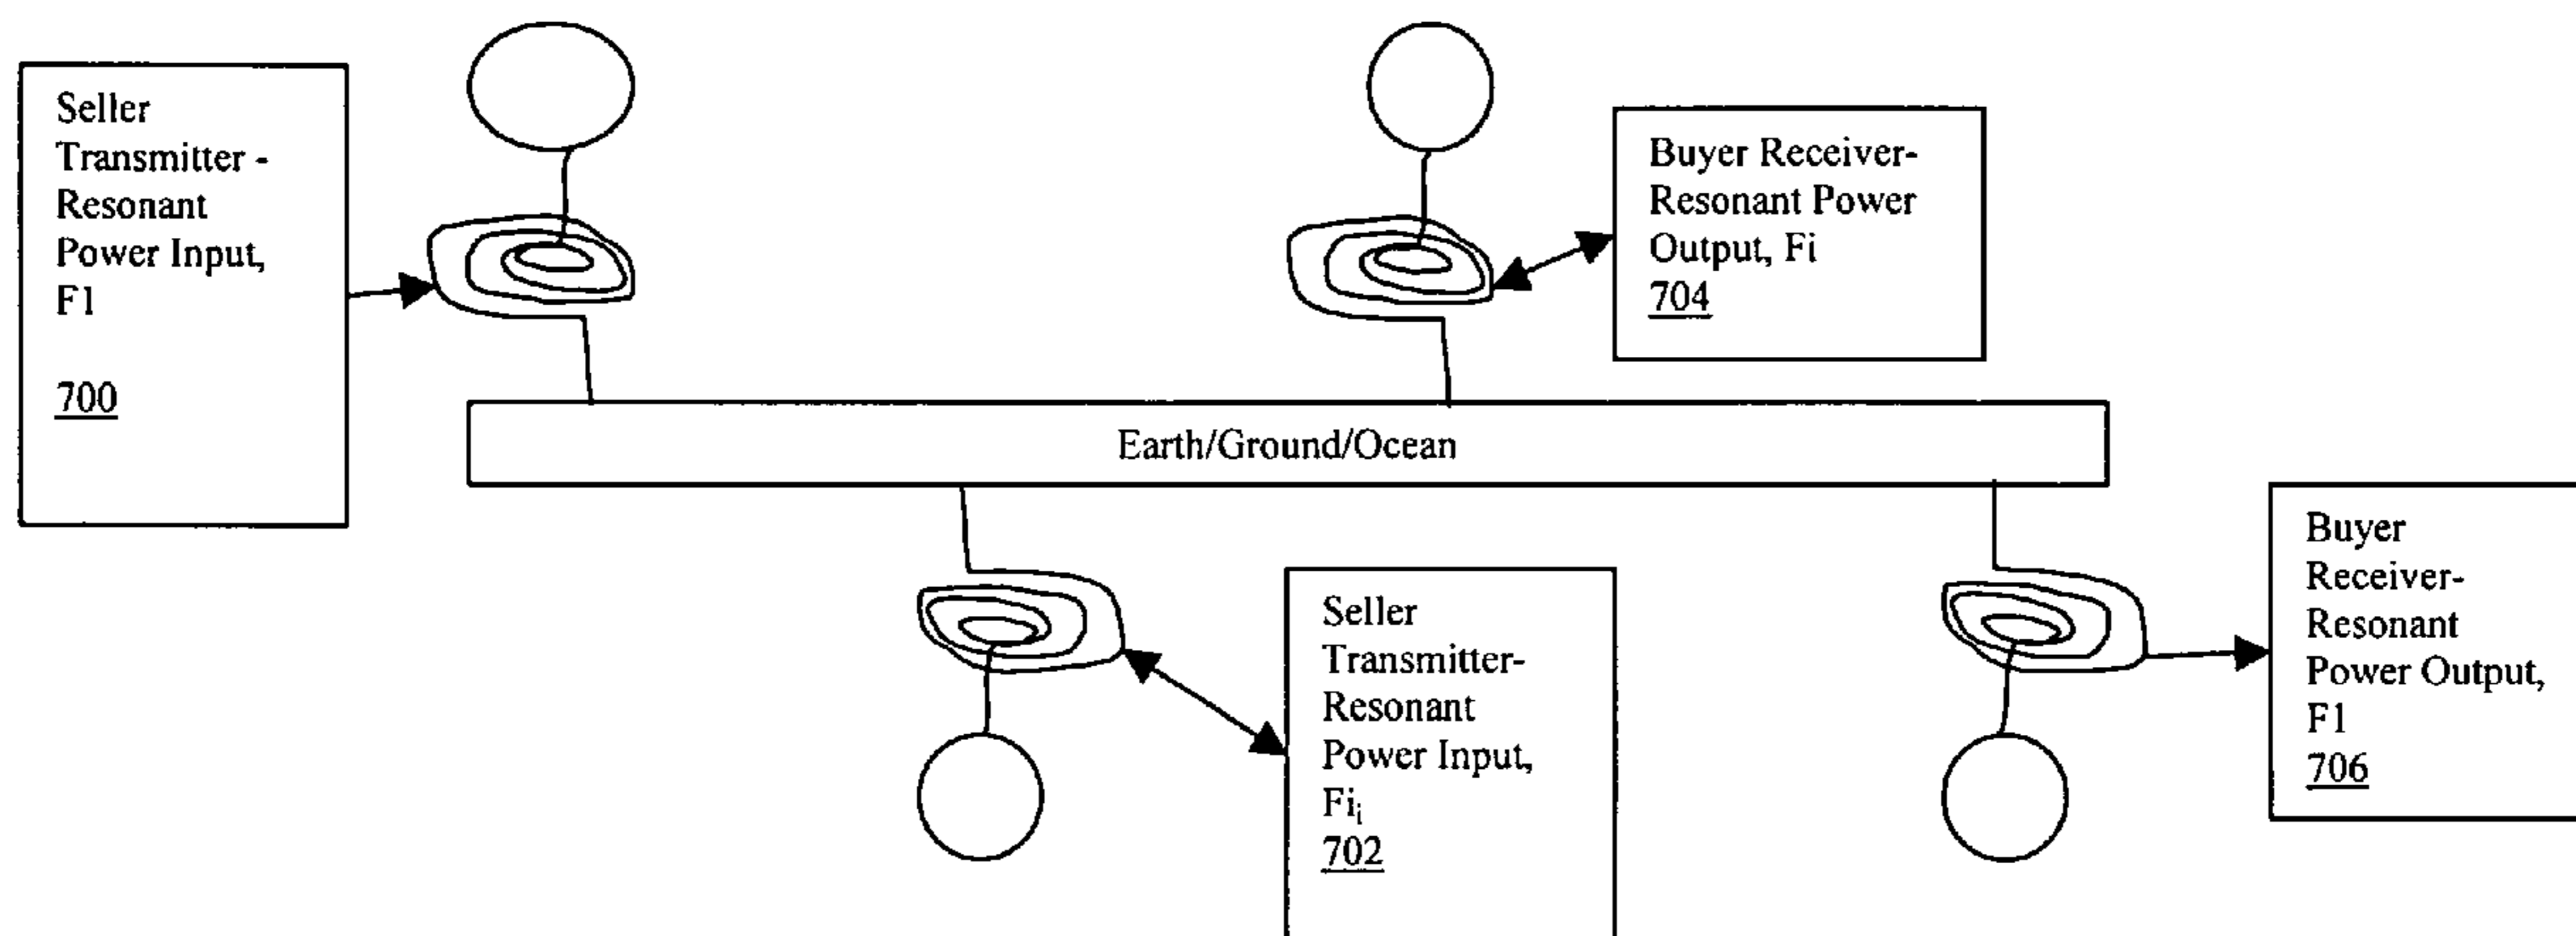 Seller
Transmitter -
Resonant
Power Input,
F1
700
Buyer Receiver-
Resonant Power
Output, Fi
704
Earth/Ground/Ocean
Seller
Transmitter-
Resonant
Power Input,
Fiᵢ
702
Buyer
Receiver-
Resonant
Power Output,
F1
706